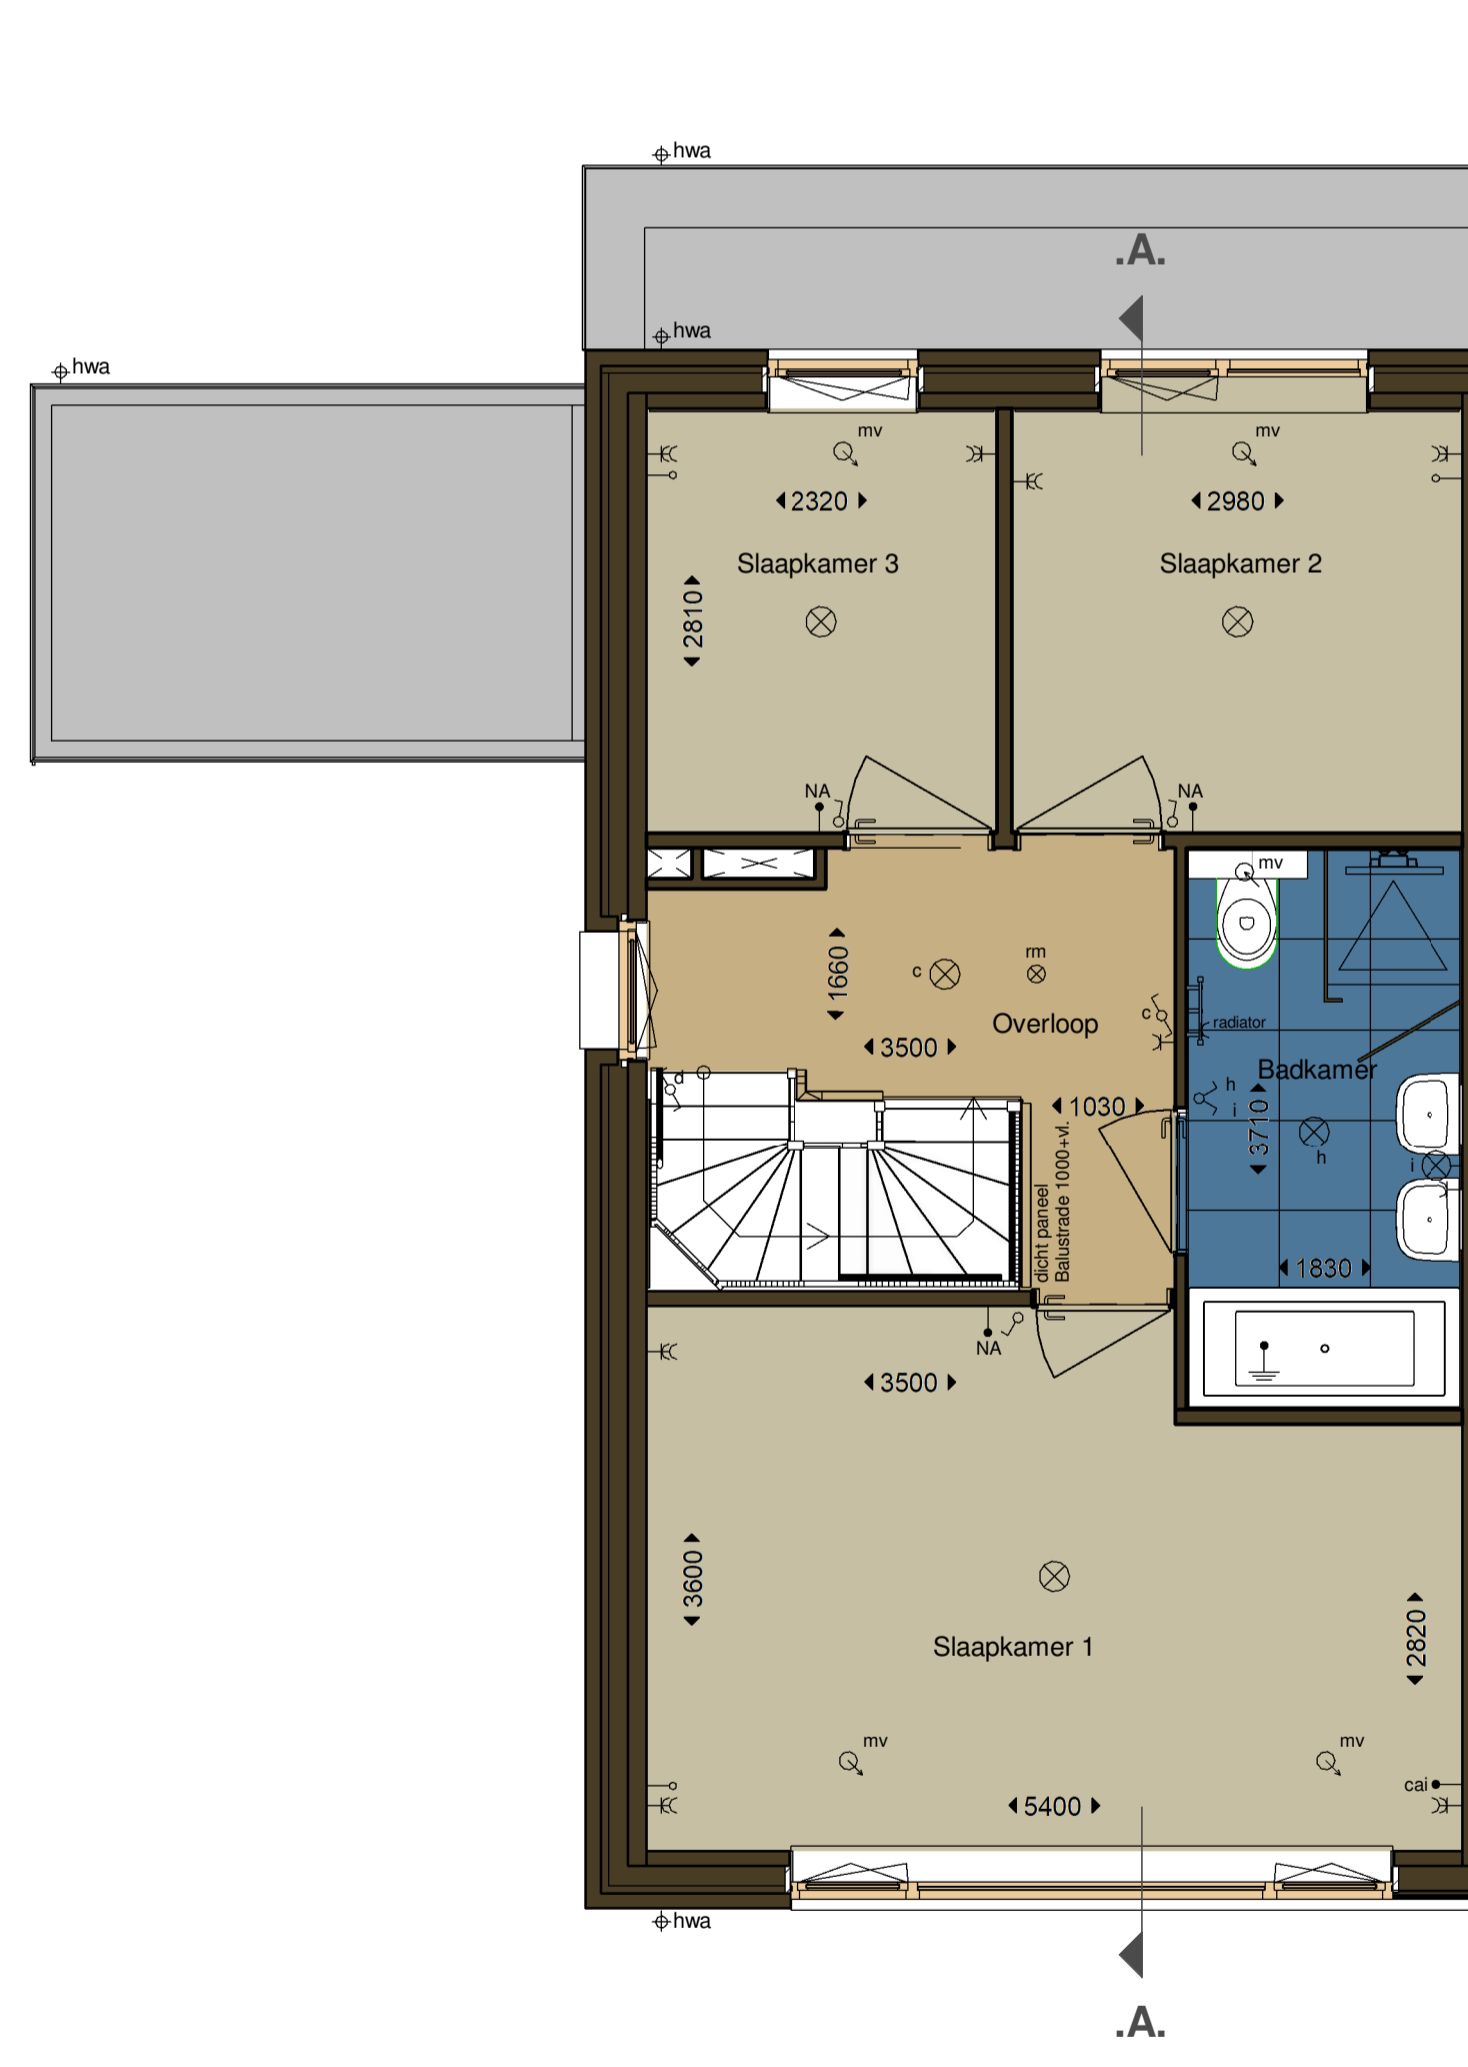 hwa
.A.
hwa
hwa
mv
mv
2320
2980
Slaapkamer 3
Slaapkamer 2
2810
NA
NA
mv
1660
c
rm
c
radiator
Overloop
3500
Badkamer
d
h
i
1030
3710
h
i
dicht paneel
Balustrade 1000+vl.
1830
NA
3500
3600
2820
Slaapkamer 1
mv
mv
cai
5400
hwa
.A.